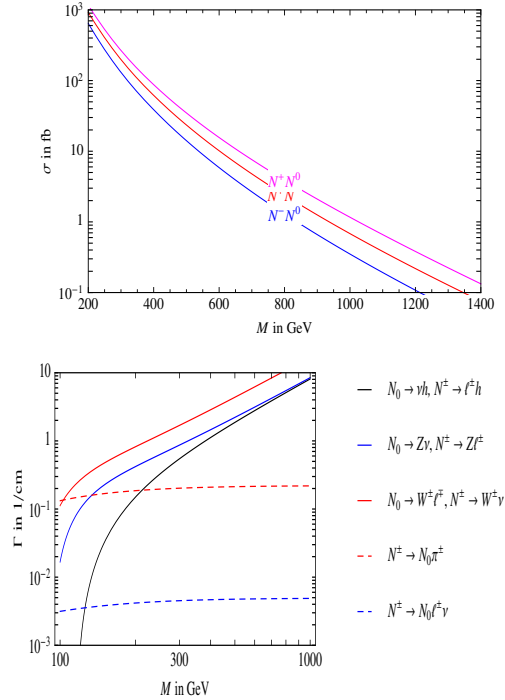 10³
10²
10
1
10⁻¹
σ in fb
N⁺N⁰
N⁻N⁰
200 400 600 800 1000 1200 1400
M in GeV
10
1
10⁻¹
10⁻²
10⁻³
Γ in 1/cm
100 300 1000
M in GeV
N₀ → νh, N± → ℓ±h
N₀ → Zν, N± → Zℓ±
N₀ → W±ℓ∓, N± → W±ν
N± → N₀π±
N± → N₀ℓ±ν